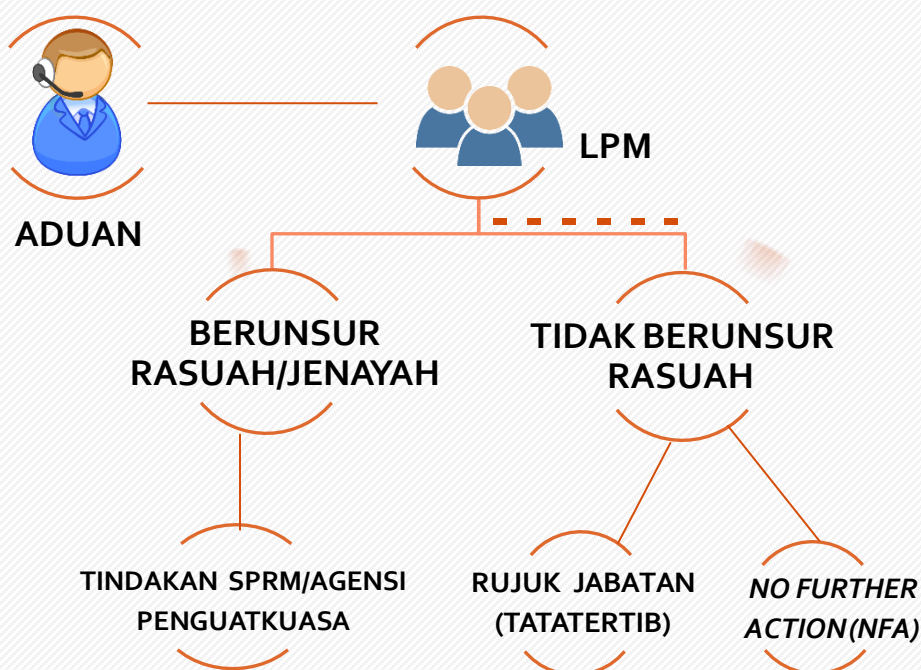 ADUAN
LPM
BERUNSUR
RASUAH/JENAYAH
TIDAK BERUNSUR
RASUAH
TINDAKAN SPRM/AGENSI
PENGUATKUASA
RUJUK JABATAN
(TATATERTIB)
NO FURTHER
ACTION (NFA)